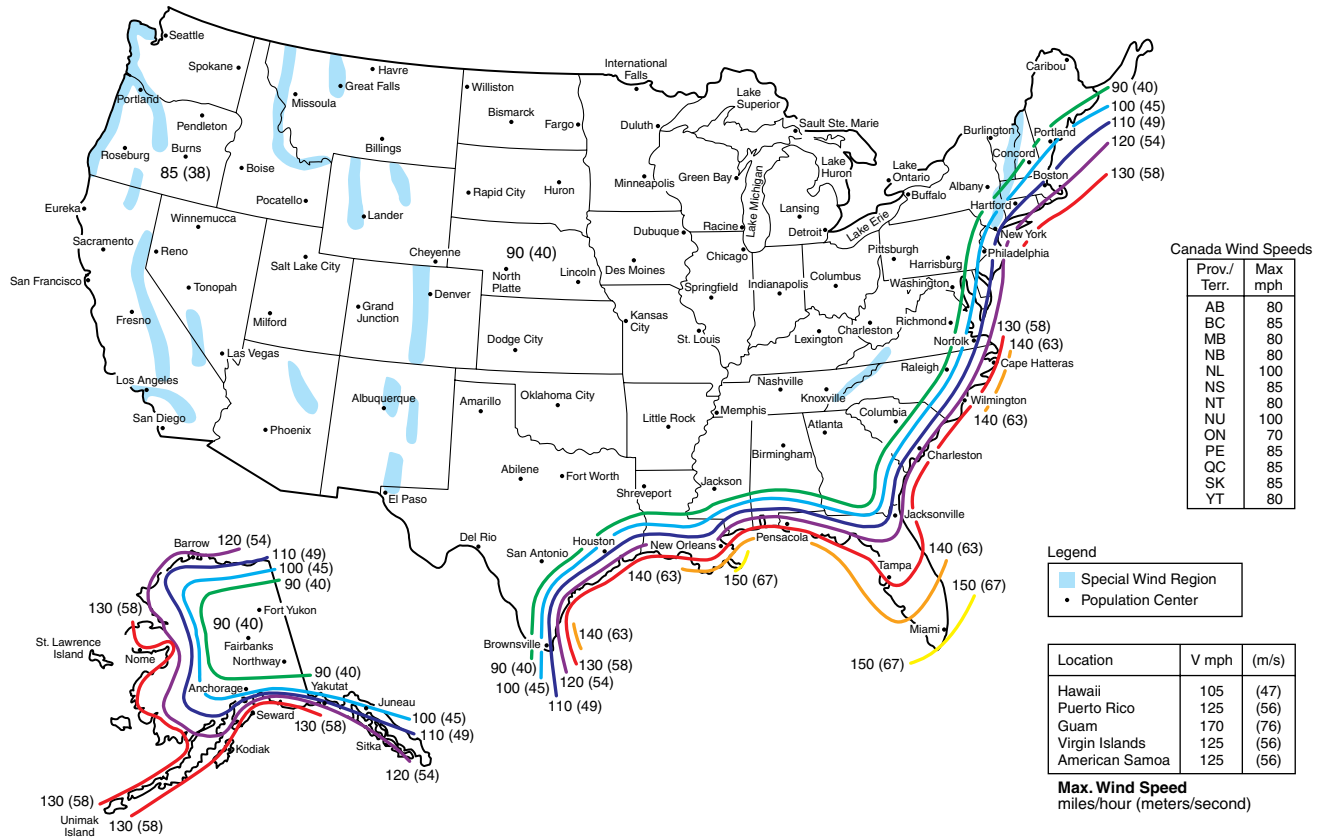 Seattle
Spokane
Portland
Pendleton
Roseburg
Burns
85 (38)
Boise
Pocatello
Missoula
Havre
Great Falls
Billings
Lander
Cheyenne
Eureka
Winnemucca
Sacramento
Reno
San Francisco
Tonopah
Fresno
Las Vegas
Los Angeles
San Diego
Salt Lake City
Milford
Grand
Junction
Denver
Phoenix
Albuquerque
El Paso
Williston
Bismarck
Fargo
Rapid City
Huron
90 (40)
North
Platte
Lincoln
Dodge City
Amarillo
Oklahoma City
Abilene
Fort Worth
Del Rio
San Antonio
Houston
Brownsville
International
Falls
Duluth
Minneapolis
Green Bay
Dubuque
Racine
Des Moines
Chicago
Springfield
Kansas
City
St. Louis
Little Rock
Memphis
Shreveport
Jackson
New Orleans
Lake
Superior
Sault Ste. Marie
Lake Michigan
Lake
Huron
Lansing
Detroit
Lake Erie
Lake
Ontario
Buffalo
Indianapolis
Columbus
Pittsburgh
Harrisburg
Washington
Charleston
Lexington
Richmond
Norfolk
Nashville
Knoxville
Raleigh
Cape Hatteras
Wilmington
Columbia
Atlanta
Birmingham
Charleston
Jacksonville
Pensacola
Tampa
Miami
Caribou
Burlington
Portland
Concord
Albany
Boston
Hartford
New York
Philadelphia
90 (40)
100 (45)
110 (49)
120 (54)
130 (58)
130 (58)
140 (63)
140 (63)
140 (63)
150 (67)
150 (67)
140 (63)
150 (67)
140 (63)
130 (58)
120 (54)
110 (49)
90 (40)
100 (45)
Barrow
120 (54)
110 (49)
100 (45)
90 (40)
130 (58)
Fort Yukon
90 (40)
Fairbanks
Northway
St. Lawrence
Island
Nome
90 (40)
Anchorage
Yakutat
Juneau
Seward
130 (58)
100 (45)
110 (49)
Sitka
Kodiak
120 (54)
130 (58)
Unimak
Island
130 (58)
Canada Wind Speeds
Prov./ Max
Terr. mph
AB 80
BC 85
MB 80
NB 80
NL 100
NS 85
NT 80
NU 100
ON 70
PE 85
QC 85
SK 85
YT 80
Legend
Special Wind Region
Population Center
Location V mph (m/s)
Hawaii 105 (47)
Puerto Rico 125 (56)
Guam 170 (76)
Virgin Islands 125 (56)
American Samoa 125 (56)
Max. Wind Speed
miles/hour (meters/second)